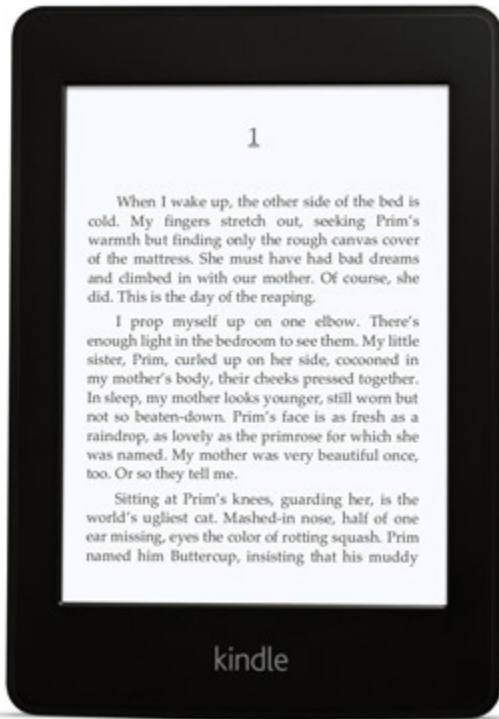 1
When I wake up, the other side of the bed is
cold. My fingers stretch out, seeking Prim's
warmth but finding only the rough canvas cover
of the mattress. She must have had bad dreams
and climbed in with our mother. Of course, she
did. This is the day of the reaping.
I prop myself up on one elbow. There's
enough light in the bedroom to see them. My little
sister, Prim, curled up on her side, cocooned in
my mother's body, their cheeks pressed together.
In sleep, my mother looks younger, still worn but
not so beaten-down. Prim's face is as fresh as a
raindrop, as lovely as the primrose for which she
was named. My mother was very beautiful once,
too. Or so they tell me.
Sitting at Prim's knees, guarding her, is the
world's ugliest cat. Mashed-in nose, half of one
ear missing, eyes the color of rotting squash. Prim
named him Buttercup, insisting that his muddy
kindle